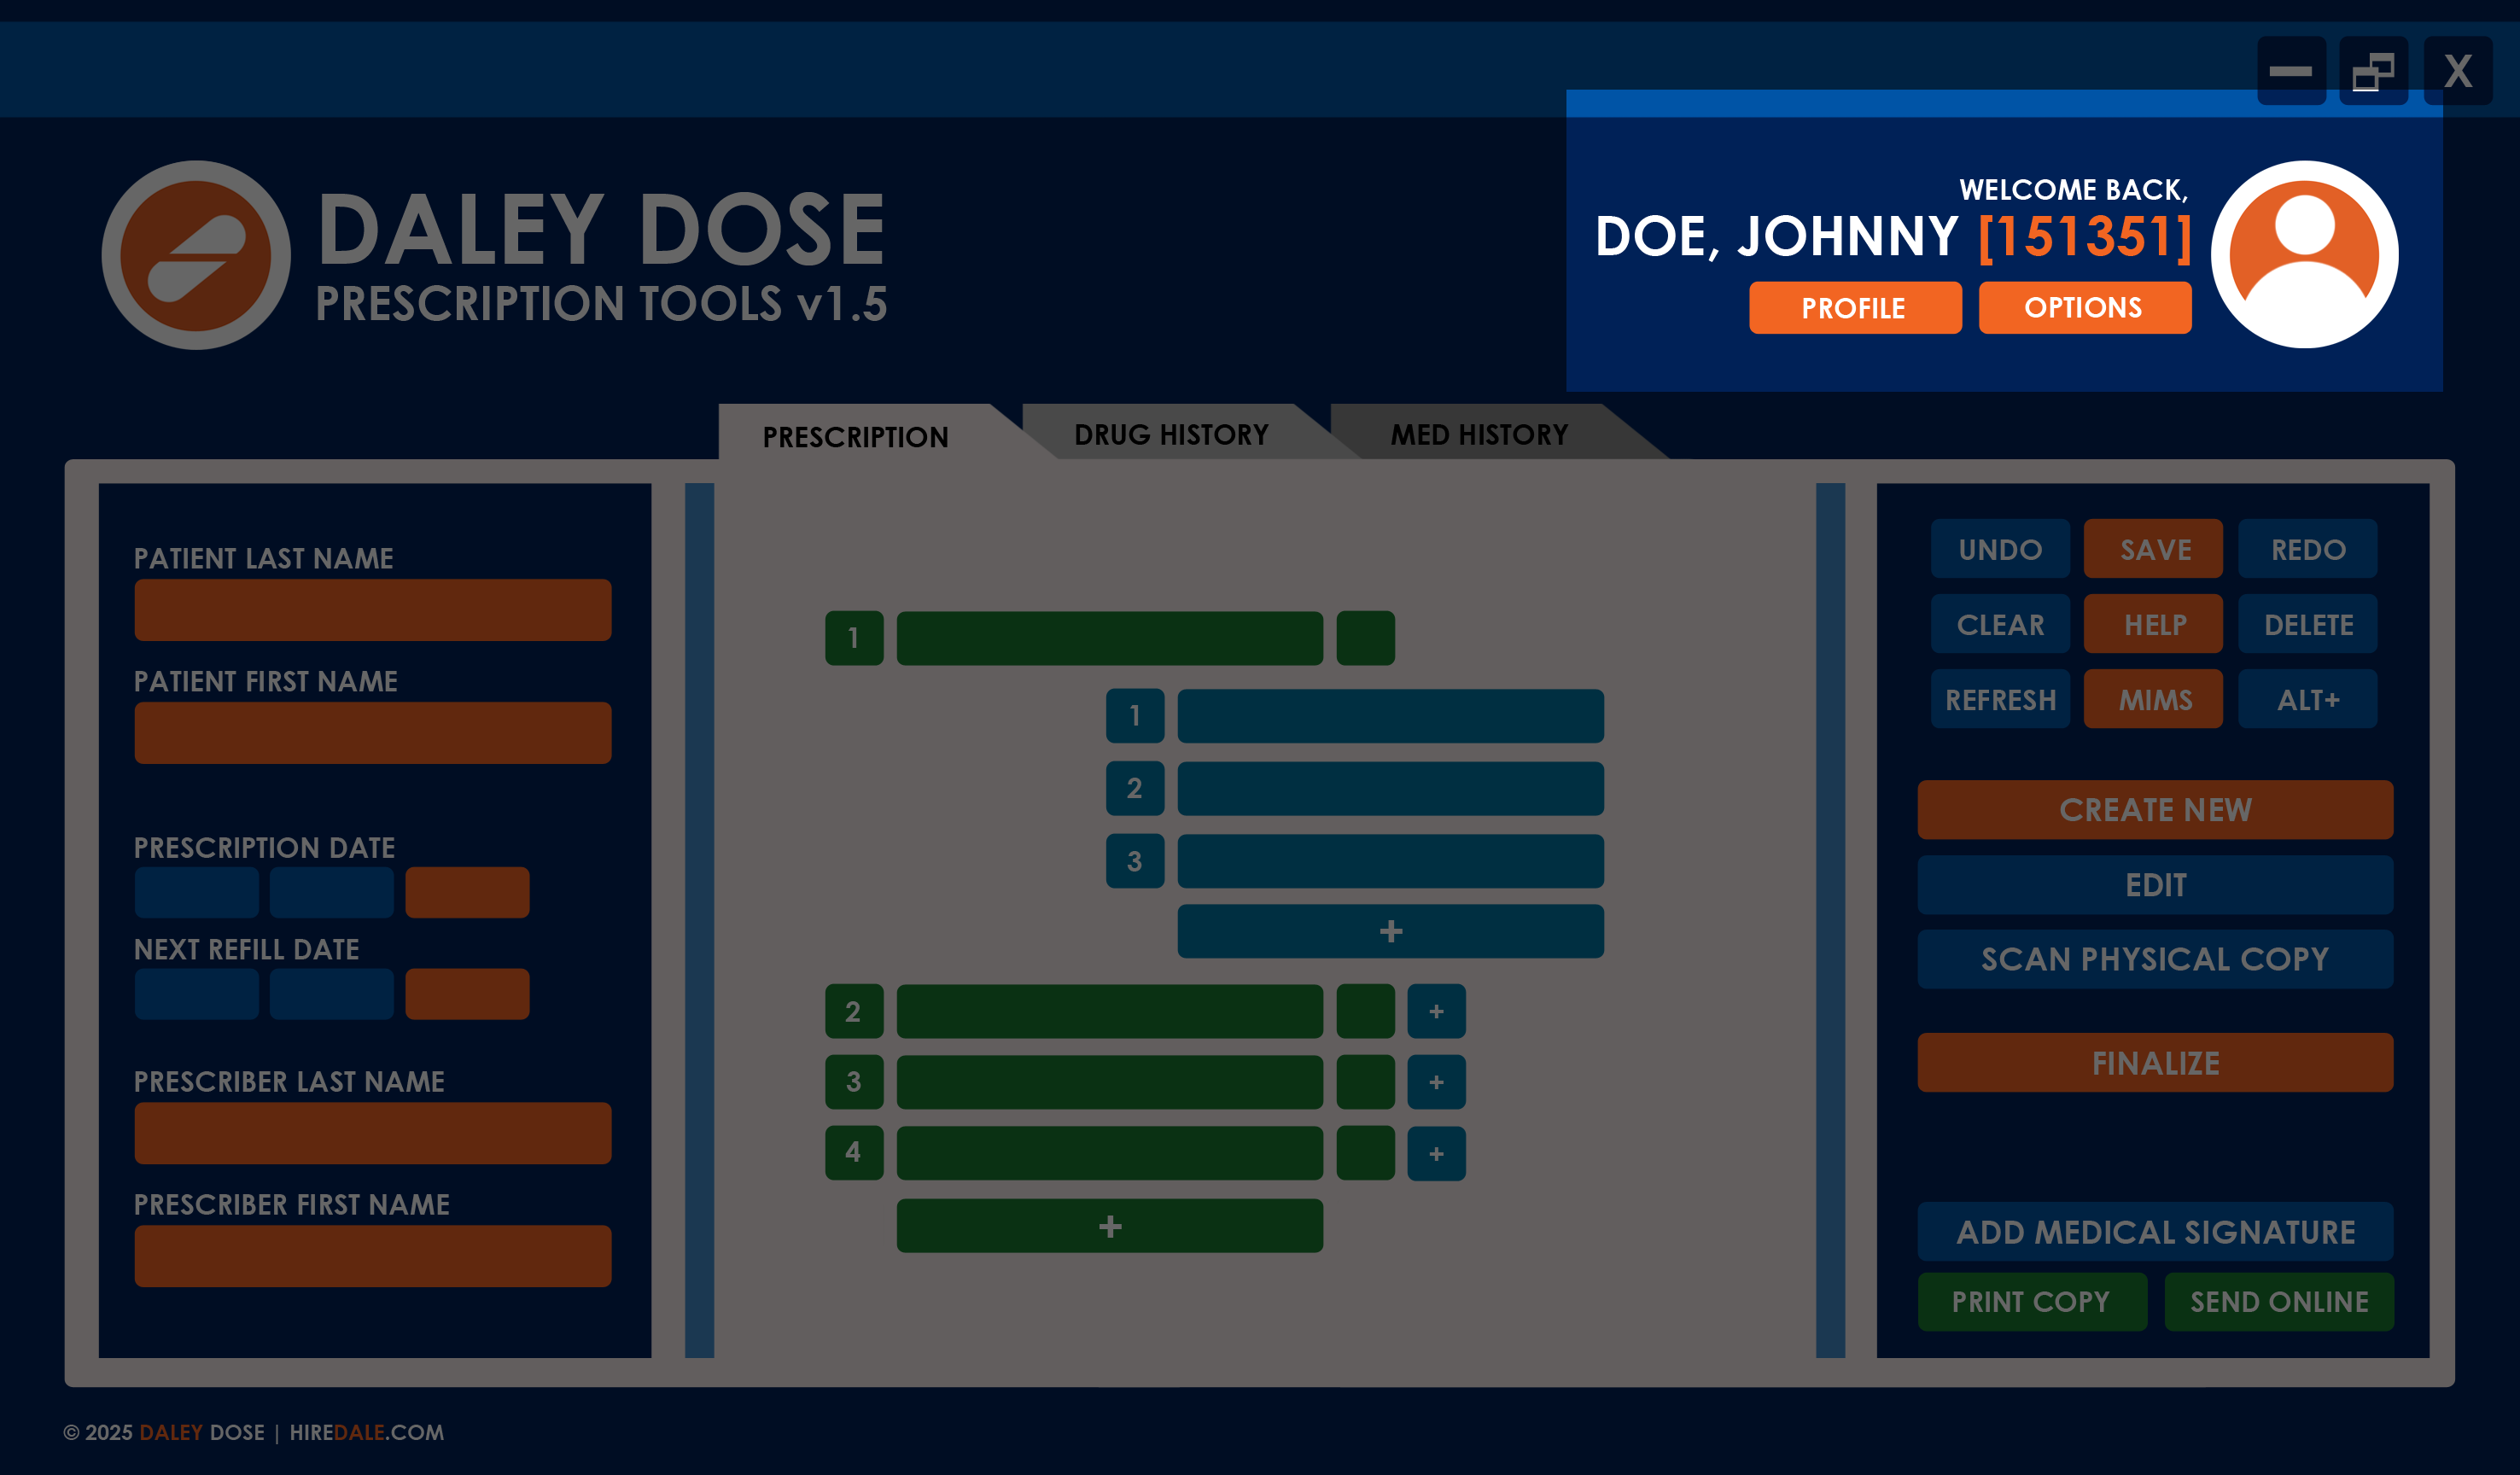 X
DALEY DOSE
PRESCRIPTION TOOLS v1.5
WELCOME BACK,
DOE, JOHNNY [151351]
PROFILE OPTIONS
PRESCRIPTION DRUG HISTORY MED HISTORY
PATIENT LAST NAME
PATIENT FIRST NAME
PRESCRIPTION DATE
NEXT REFILL DATE
PRESCRIBER LAST NAME
PRESCRIBER FIRST NAME
1
1
2
3
+
2 +
3 +
4 +
+
UNDO SAVE REDO
CLEAR HELP DELETE
REFRESH MIMS ALT+
CREATE NEW
EDIT
SCAN PHYSICAL COPY
FINALIZE
ADD MEDICAL SIGNATURE
PRINT COPY SEND ONLINE
© 2025 DALEY DOSE | HIREDALE.COM